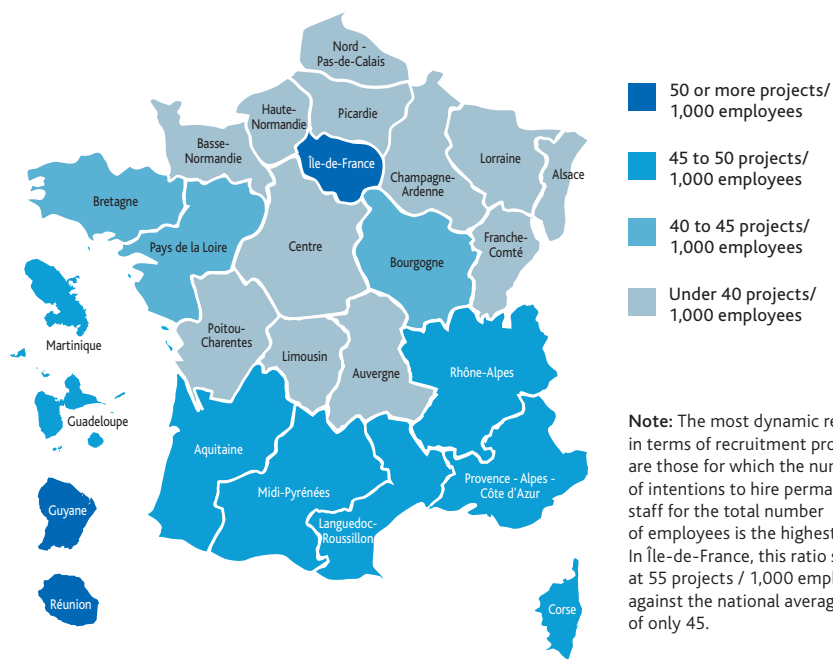 Nord -
Pas-de-Calais
Haute-
Normandie
Picardie
Basse-
Normandie
Île-de-France
Champagne-
Ardenne
Lorraine
Alsace
Bretagne
Pays de la Loire
Centre
Bourgogne
Franche-
Comté
Martinique
Poitou-
Charentes
Limousin
Auvergne
Rhône-Alpes
Guadeloupe
Aquitaine
Midi-Pyrénées
Provence - Alpes -
Côte d'Azur
Languedoc-
Roussillon
Guyane
Réunion
Corse
50 or more projects/
1,000 employees
45 to 50 projects/
1,000 employees
40 to 45 projects/
1,000 employees
Under 40 projects/
1,000 employees
Note: The most dynamic re
in terms of recruitment pro
are those for which the nur
of intentions to hire perma
staff for the total number
of employees is the highest
In Île-de-France, this ratio s
at 55 projects / 1,000 empl
against the national averag
of only 45.